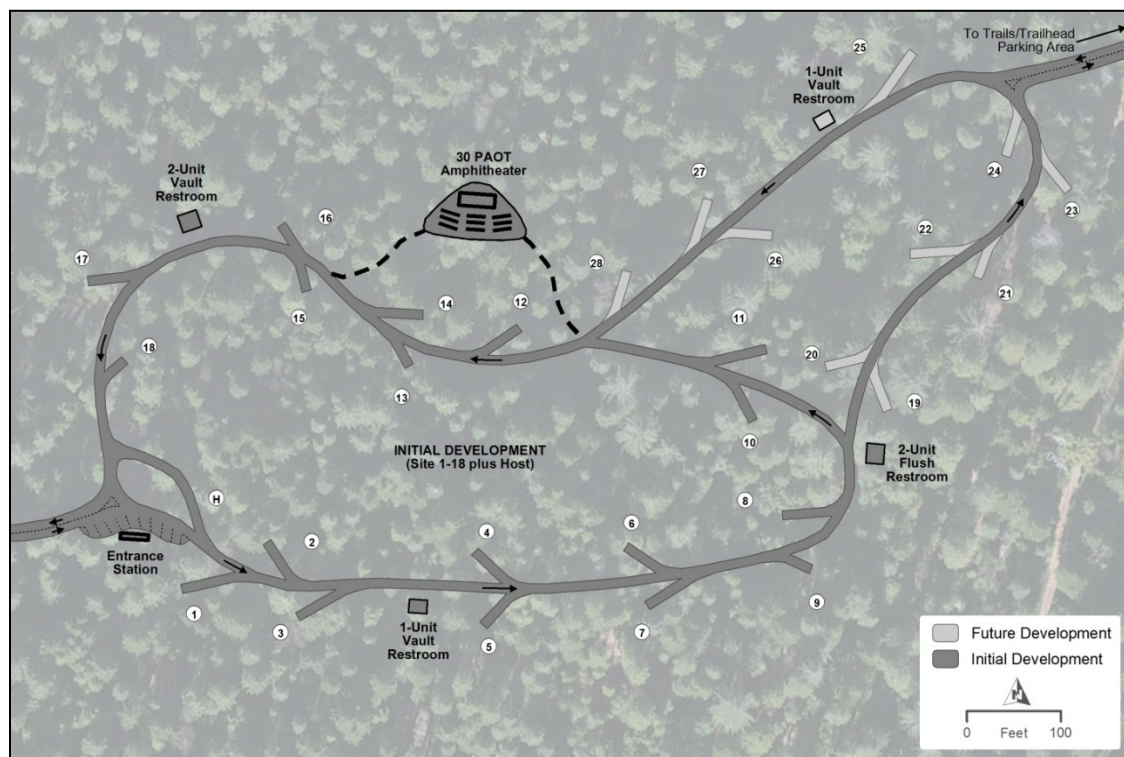 To Trails/Trailhead
Parking Area
25
1-Unit
Vault
Restroom
30 PAOT
Amphitheater
2-Unit
Vault
Restroom
24
27
23
16
22
17
26
28
21
14
12
15
11
18
20
13
19
10
INITIAL DEVELOPMENT
(Site 1-18 plus Host)
2-Unit
Flush
Restroom
H
8
2
4
6
Entrance
Station
1
3
1-Unit
Vault
Restroom
5
7
9
Future Development
Initial Development
N
0 Feet 100